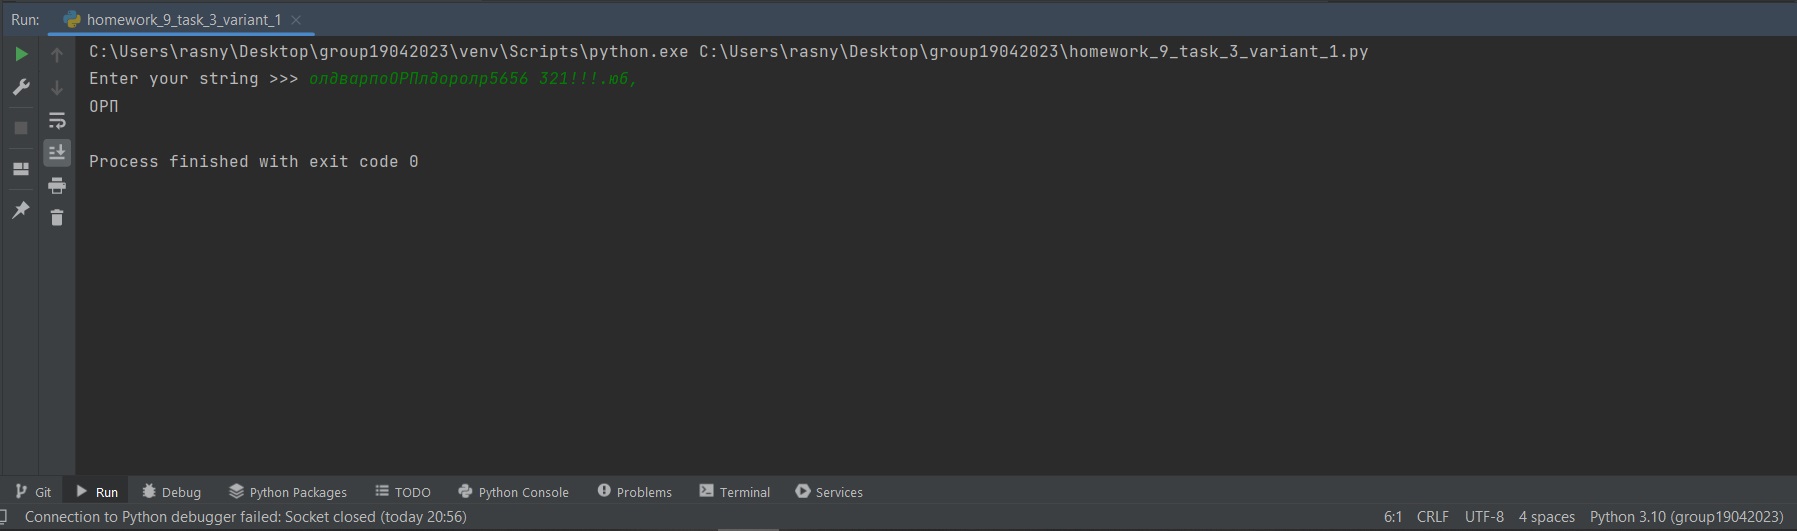 Run: homework_9_task_3_variant_1
C:\Users\rasny\Desktop\group19042023\venv\Scripts\python.exe C:\Users\rasny\Desktop\group19042023\homework_9_task_3_variant_1.py
Enter your string >>> олдварпоОРПлдоролр5656 321!!!.юб,
ОРП
Process finished with exit code 0
Git Run Debug Python Packages TODO Python Console Problems Terminal Services
Connection to Python debugger failed: Socket closed (today 20:56) 6:1 CRLF UTF-8 4 spaces Python 3.10 (group19042023)